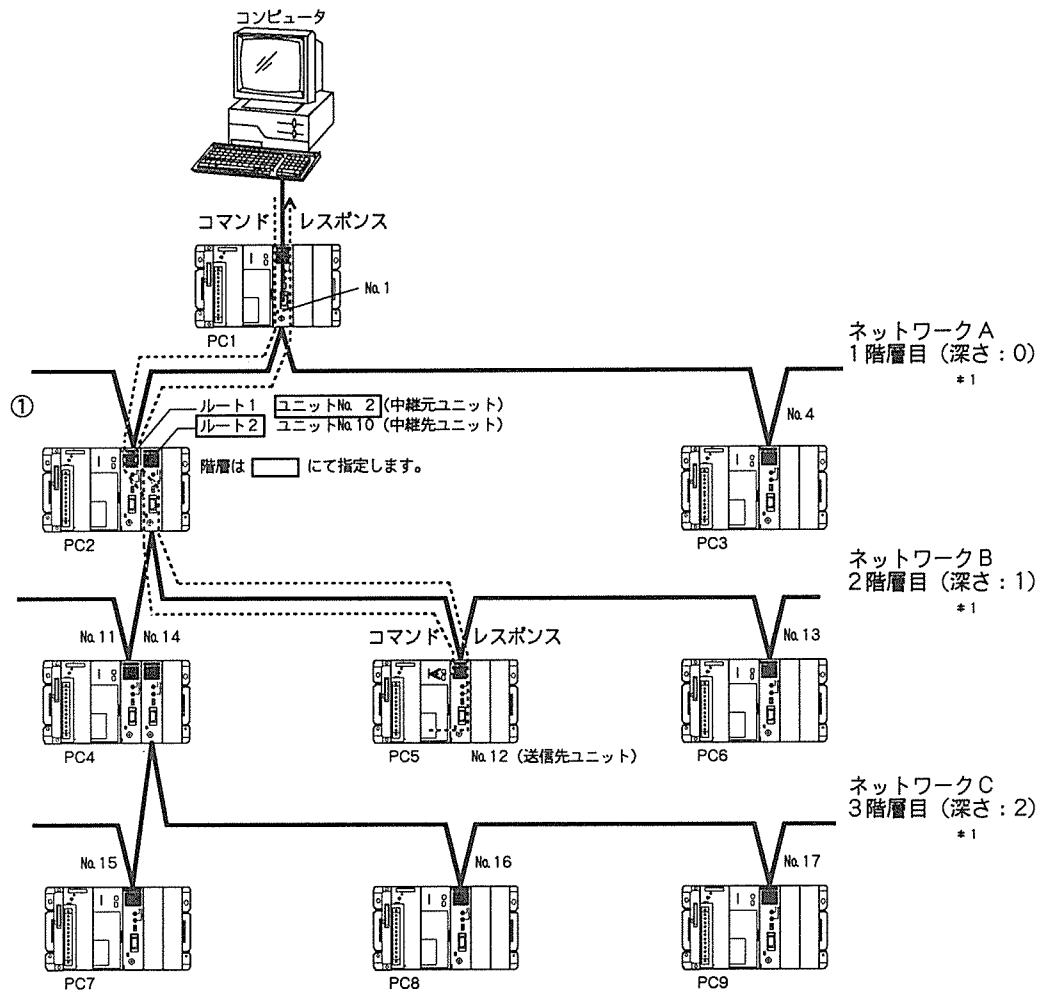 コンピュータ
コマンド レスポンス
No.1
PC1
ネットワークA
1階層目（深さ：0）
*1
①
ルート1 ユニットNo. 2（中継元ユニット）
ルート2 ユニットNo.10（中継先ユニット）
階層は にて指定します。
No.4
PC2
PC3
ネットワークB
2階層目（深さ：1）
*1
No.11 No.14
コマンド レスポンス
No.13
PC4
PC5
No.12（送信先ユニット）
PC6
ネットワークC
3階層目（深さ：2）
*1
No.15
No.16
No.17
PC7
PC8
PC9